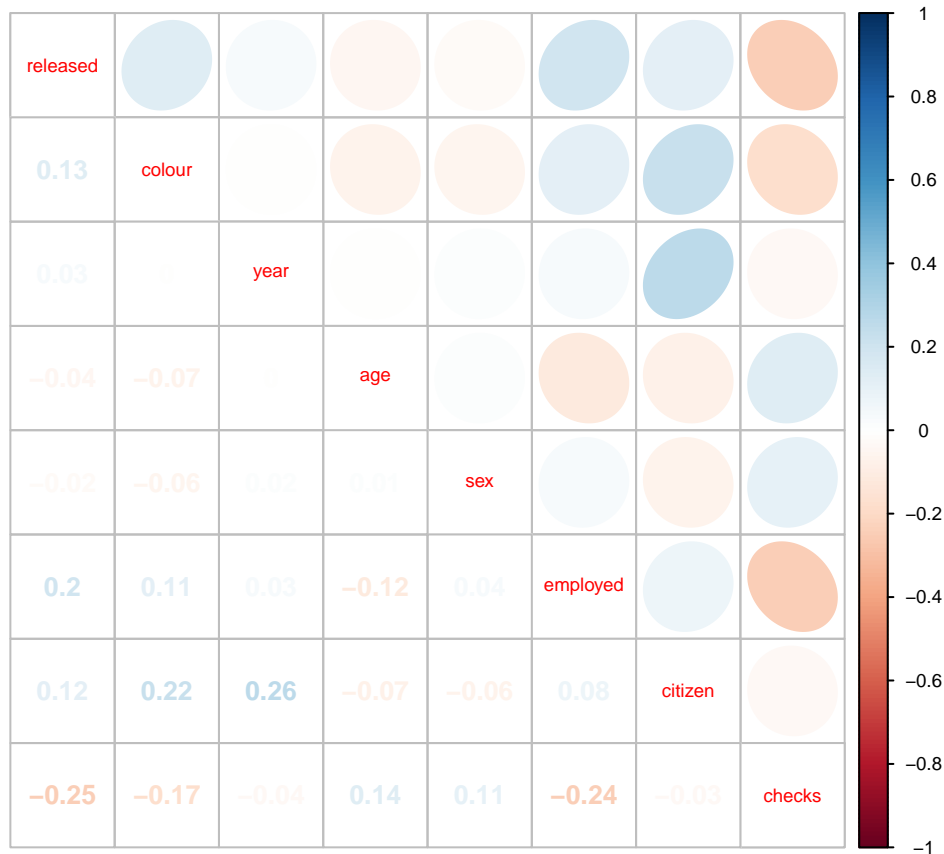 released
0.13 colour
0.03 year
−0.04 −0.07 age
−0.02 −0.06 0.02 0.01 sex
0.2 0.11 0.03 −0.12 0.04 employed
0.12 0.22 0.26 −0.07 −0.06 0.08 citizen
−0.25 −0.17 −0.04 0.14 0.11 −0.24 −0.03 checks
1
0.8
0.6
0.4
0.2
0
−0.2
−0.4
−0.6
−0.8
−1